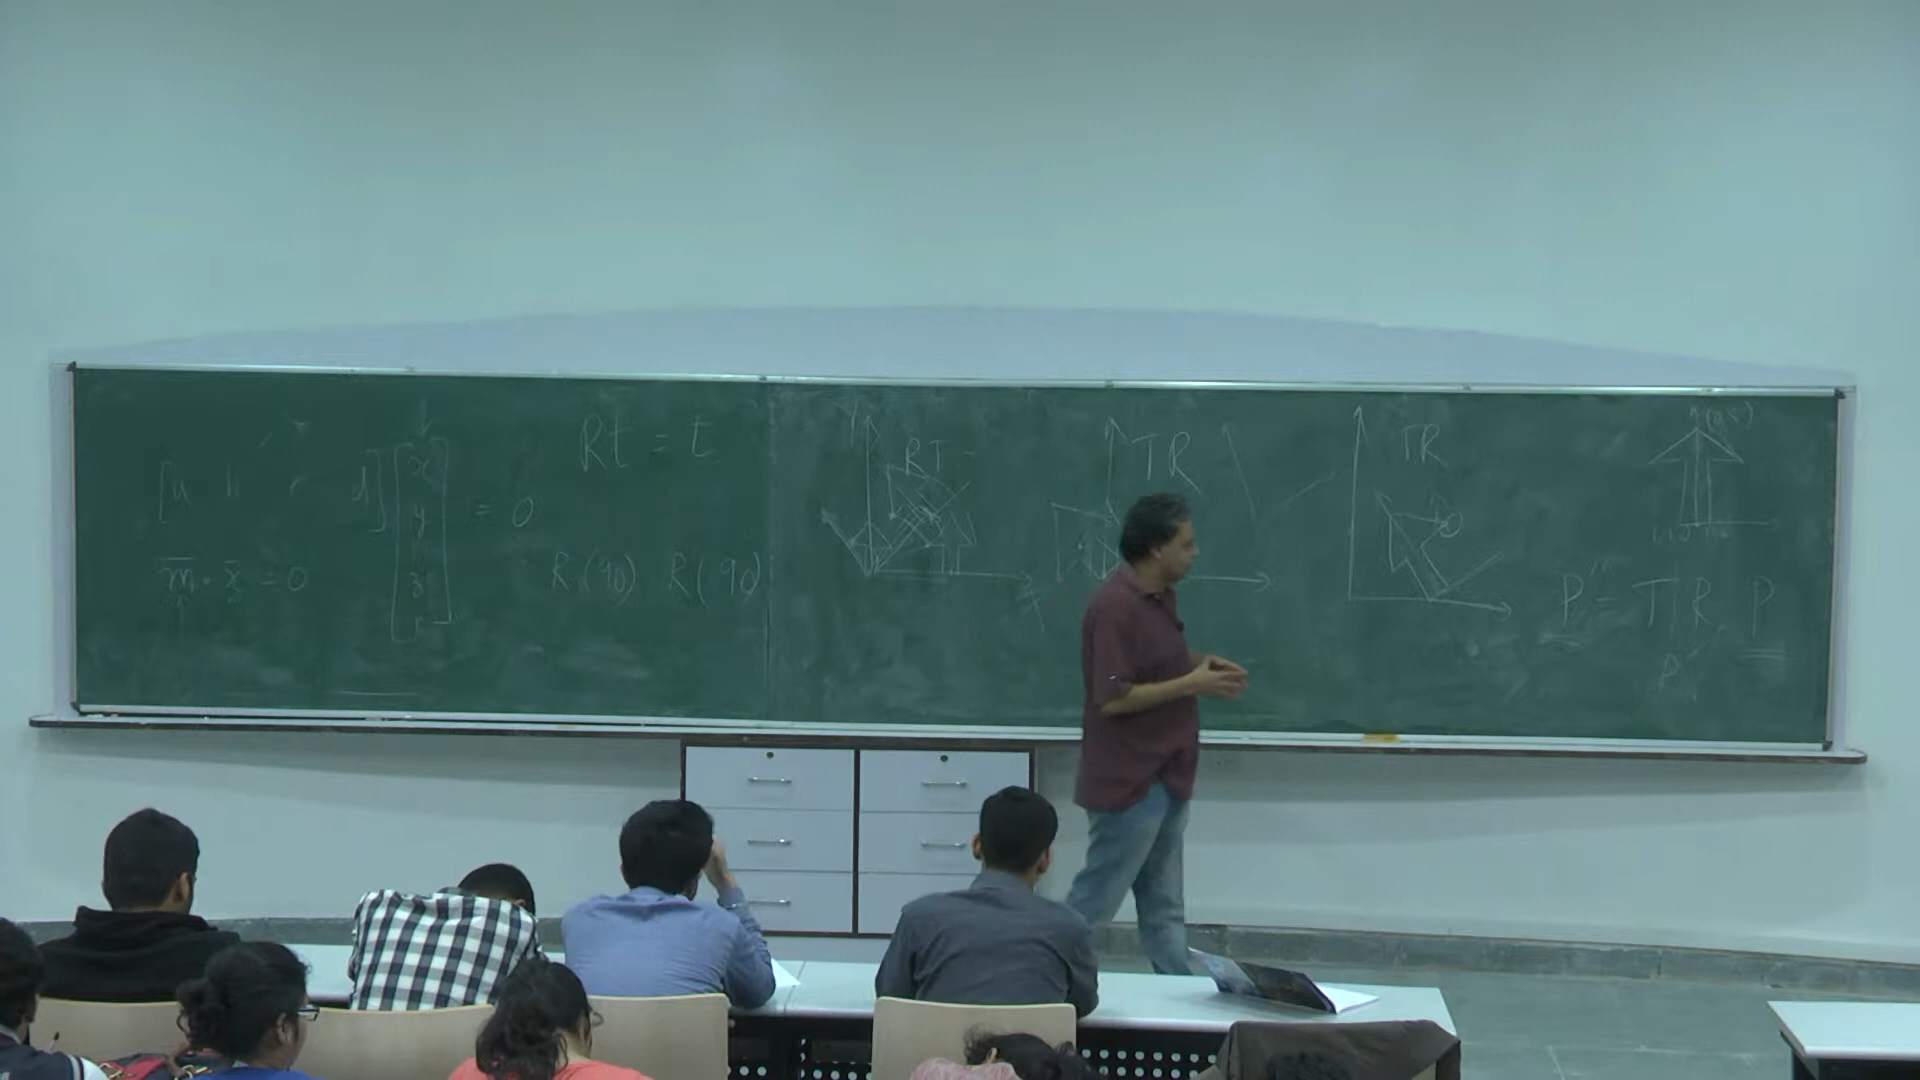 Rt = t
[a b c d] [x y z 1] = 0
m̄ · x̄ = 0
R(90) R(90)
Y
RT
X
TR
TR
P'' = T R P
P'